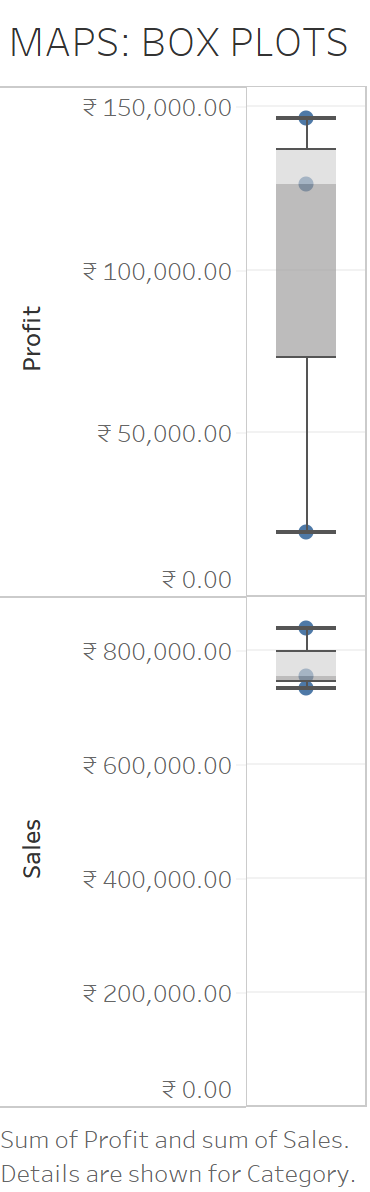 MAPS: BOX PLOTS
Profit
₹ 150,000.00
₹ 100,000.00
₹ 50,000.00
₹ 0.00
Sales
₹ 800,000.00
₹ 600,000.00
₹ 400,000.00
₹ 200,000.00
₹ 0.00
Sum of Profit and sum of Sales.
Details are shown for Category.